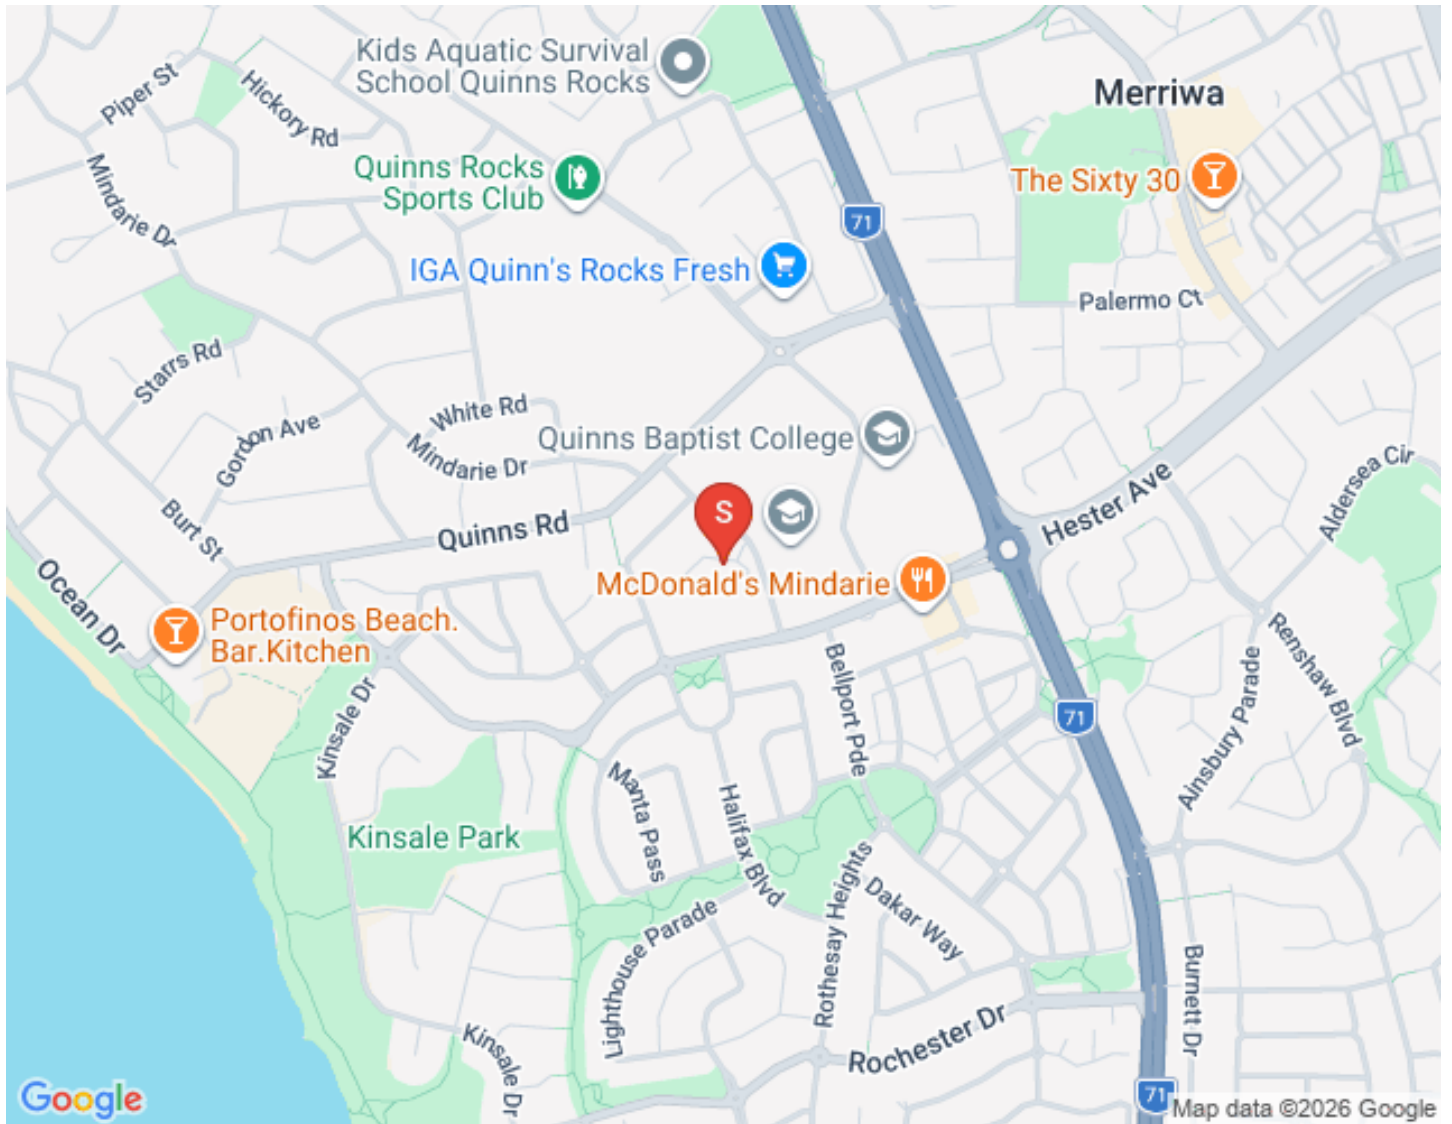 Kids Aquatic Survival
School Quinns Rocks
Merriwa
Piper St
Hickory Rd
Quinns Rocks
Sports Club
The Sixty 30
Mindarie Dr
71
IGA Quinn's Rocks Fresh
Palermo Ct
Starrs Rd
White Rd
Gordon Ave
Quinns Baptist College
Mindarie Dr
Aldersea Cir
Hester Ave
Burt St
Quinns Rd
S
McDonald's Mindarie
Ocean Dr
Portofinos Beach.
Bar.Kitchen
Renshaw Blvd
Bellport Pde
Kinsale Dr
71
Ainsbury Parade
Manta Pass
Halifax Blvd
Kinsale Park
Rothesay Heights
Dakar Way
Lighthouse Parade
Burnett Dr
Rochester Dr
Kinsale Dr
71
Google
Map data ©2026 Google